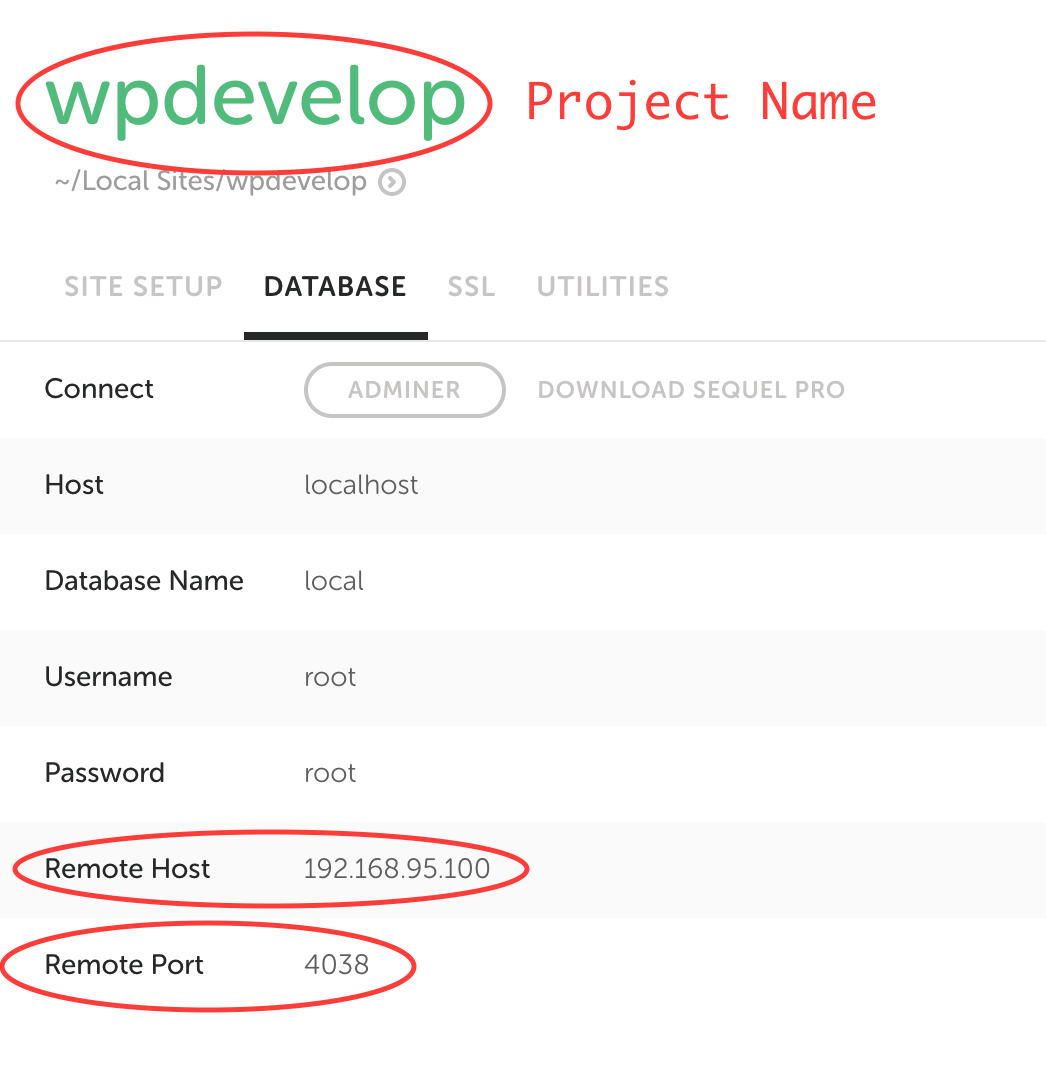 wpdevelop Project Name
~/Local Sites/wpdevelop
SITE SETUP DATABASE SSL UTILITIES
Connect ADMINER DOWNLOAD SEQUEL PRO
Host localhost
Database Name local
Username root
Password root
Remote Host 192.168.95.100
Remote Port 4038